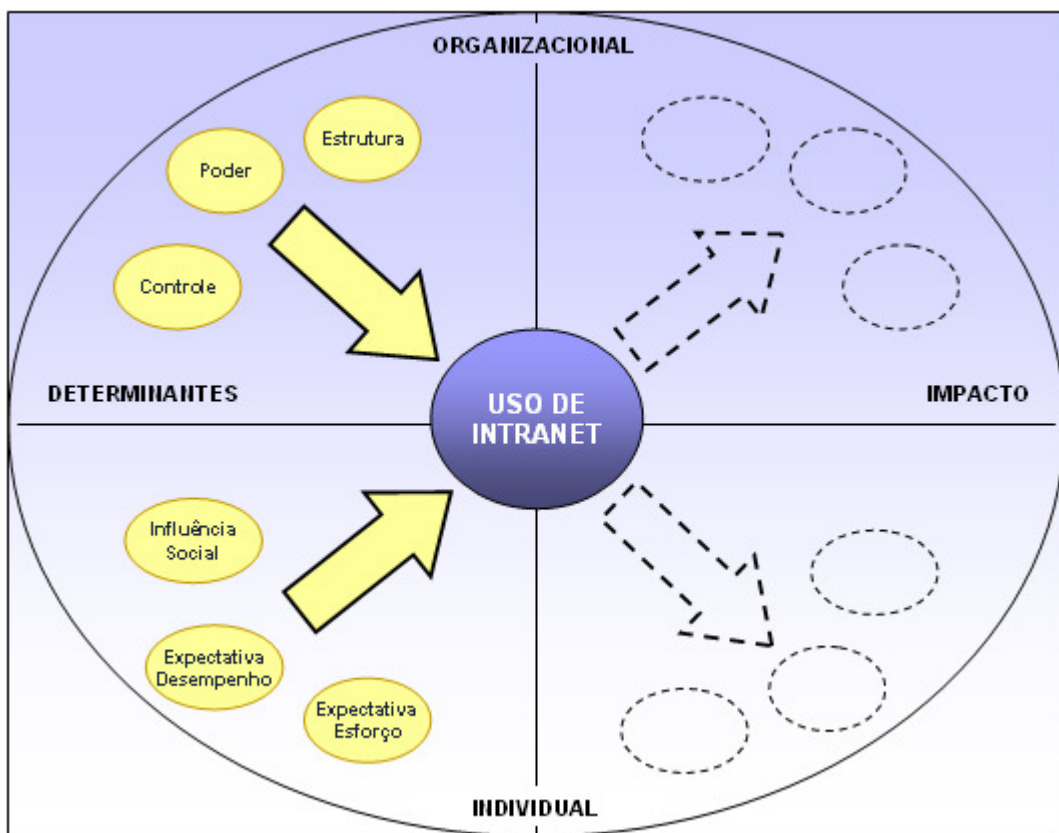 ORGANIZACIONAL
Estrutura
Poder
Controle
DETERMINANTES
IMPACTO
USO DE
INTRANET
Influência
Social
Expectativa
Desempenho
Expectativa
Esforço
INDIVIDUAL